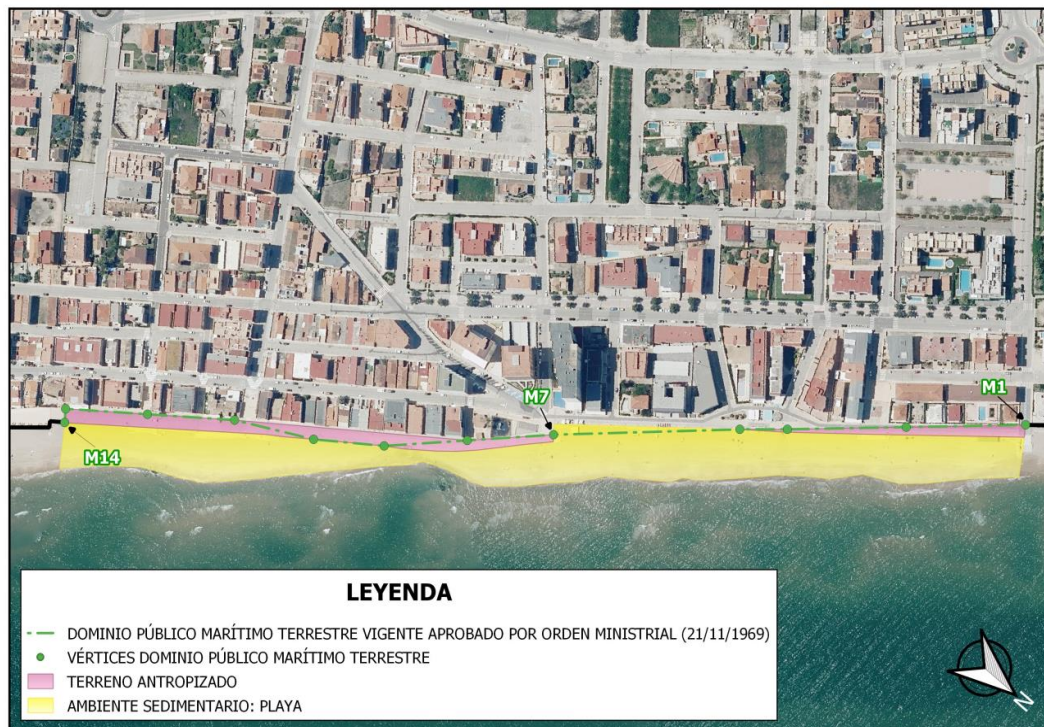 M7
M1
M14
LEYENDA
DOMINIO PÚBLICO MARÍTIMO TERRESTRE VIGENTE APROBADO POR ORDEN MINISTRIAL (21/11/1969)
VÉRTICES DOMINIO PÚBLICO MARÍTIMO TERRESTRE
TERRENO ANTROPIZADO
AMBIENTE SEDIMENTARIO: PLAYA
N